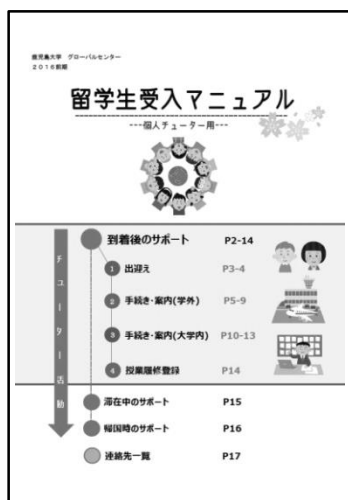 鹿児島大学 グローバルセンター
2016前期
留学生受入マニュアル
---個人チューター用---
チューター活動
到着後のサポート P2-14
1 出迎え P3-4
2 手続き・案内(学外) P5-9
3 手続き・案内(大学内) P10-13
4 授業履修登録 P14
滞在中のサポート P15
帰国時のサポート P16
連絡先一覧 P17